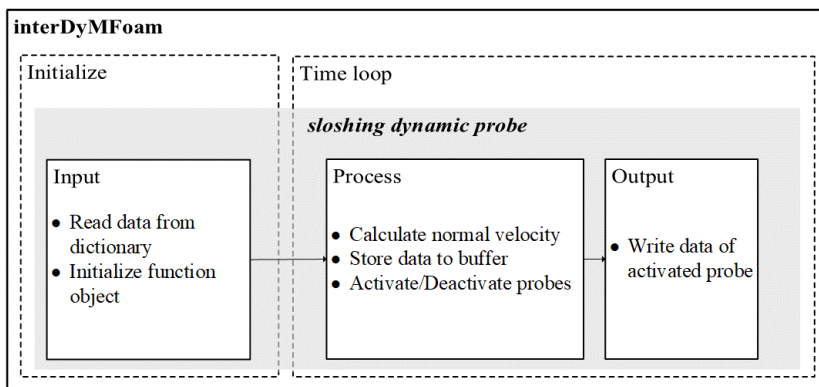 interDyMFoam
Initialize
Time loop
sloshing dynamic probe
Input
● Read data from
dictionary
● Initialize function
object
Process
● Calculate normal velocity
● Store data to buffer
● Activate/Deactivate probes
Output
● Write data of
activated probe